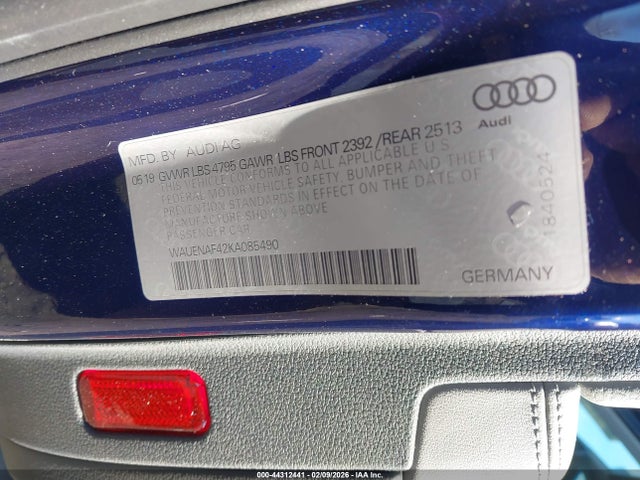 MFD. BY AUDI AG
Audi
0519 GVWR LBS 4795 GAWR LBS FRONT 2392 / REAR 2513
THIS VEHICLE CONFORMS TO ALL APPLICABLE U.S.
FEDERAL MOTOR VEHICLE SAFETY, BUMPER AND THEFT
PREVENTION STANDARDS IN EFFECT ON THE DATE OF
MANUFACTURE SHOWN ABOVE
PASSENGER CAR
WAUENAF42KA085490
840524
GERMANY
000-44312441 - 02/09/2026 - IAA Inc.